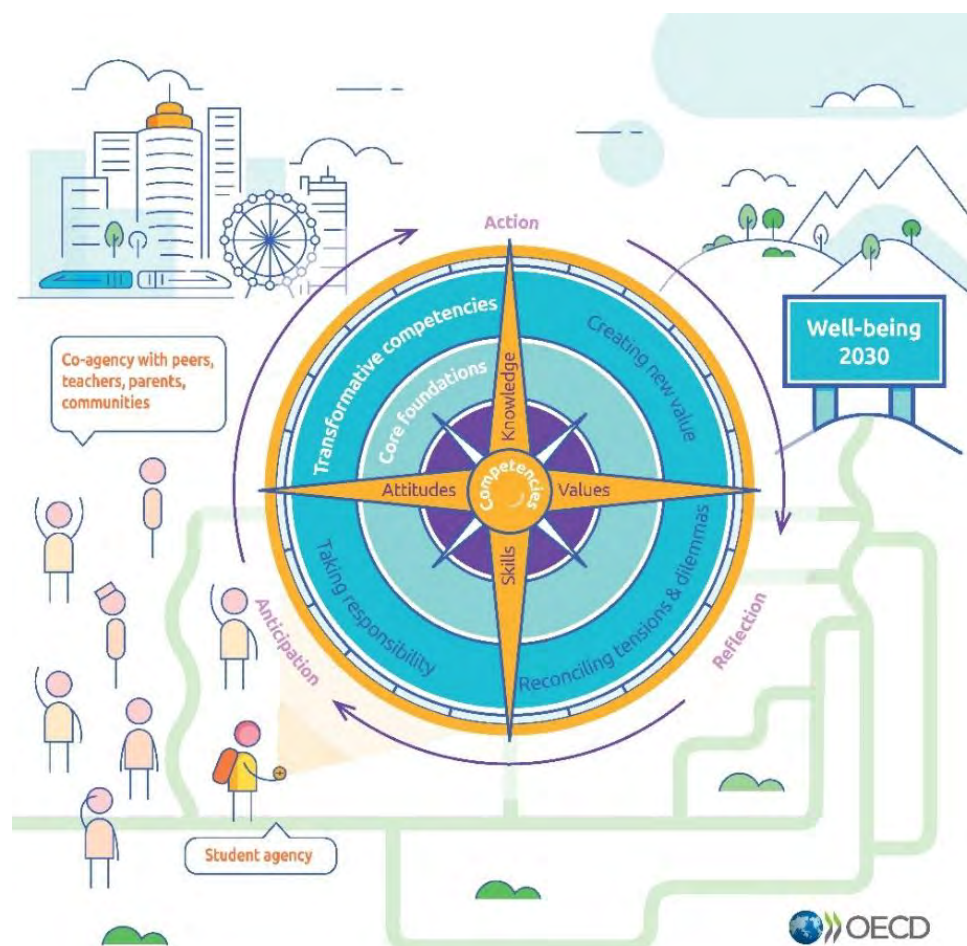 Action
Transformative competencies
Creating new value
Core foundations
Knowledge
Well-being
2030
Co-agency with peers,
teachers, parents,
communities
Competencies
Attitudes
Values
Skills
Taking responsibility
Reconciling tensions & dilemmas
Anticipation
Reflection
Student agency
OECD